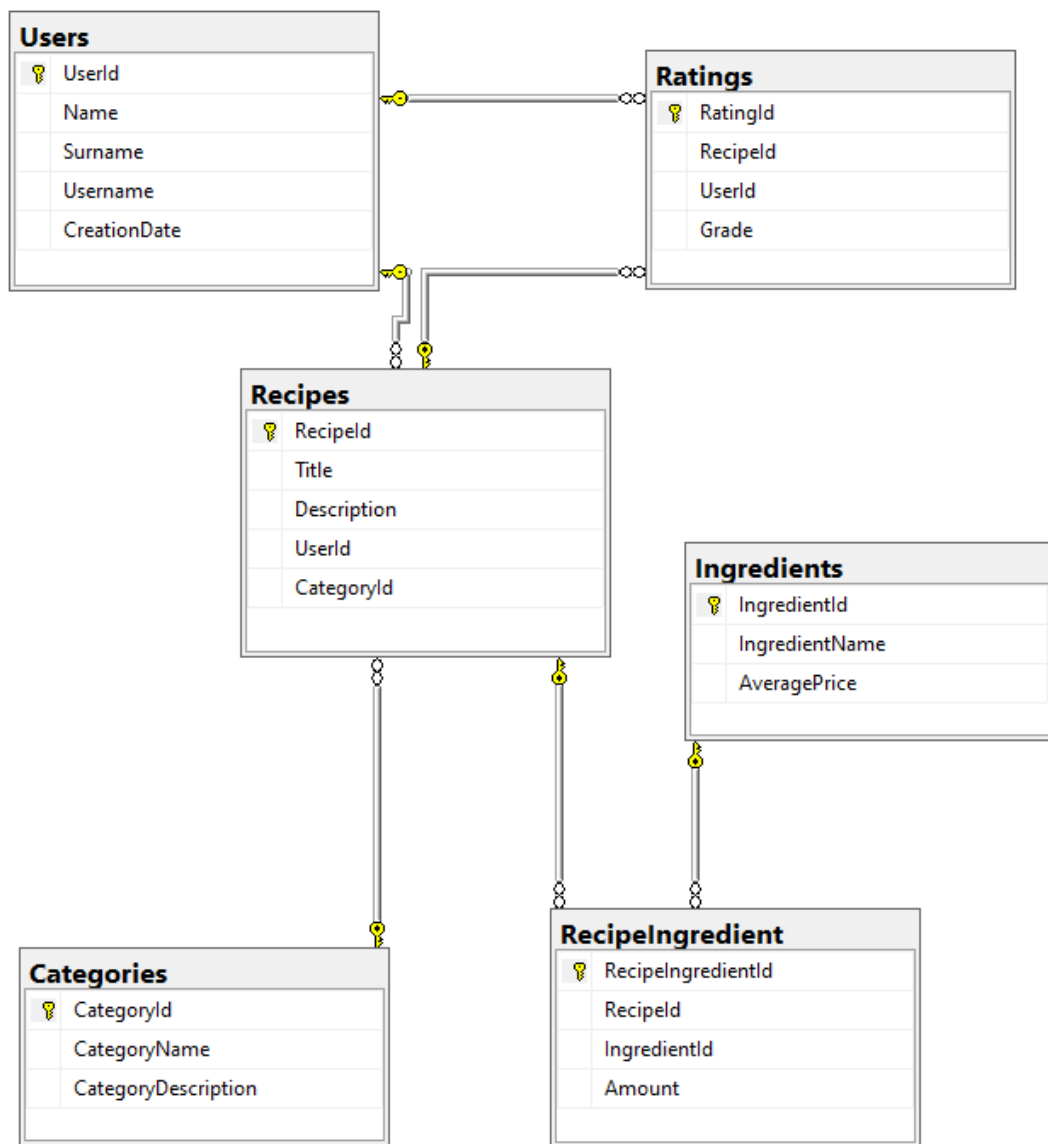 Users
UserId
Name
Surname
Username
CreationDate
Ratings
RatingId
RecipeId
UserId
Grade
Recipes
RecipeId
Title
Description
UserId
CategoryId
Ingredients
IngredientId
IngredientName
AveragePrice
Categories
CategoryId
CategoryName
CategoryDescription
RecipeIngredient
RecipeIngredientId
RecipeId
IngredientId
Amount